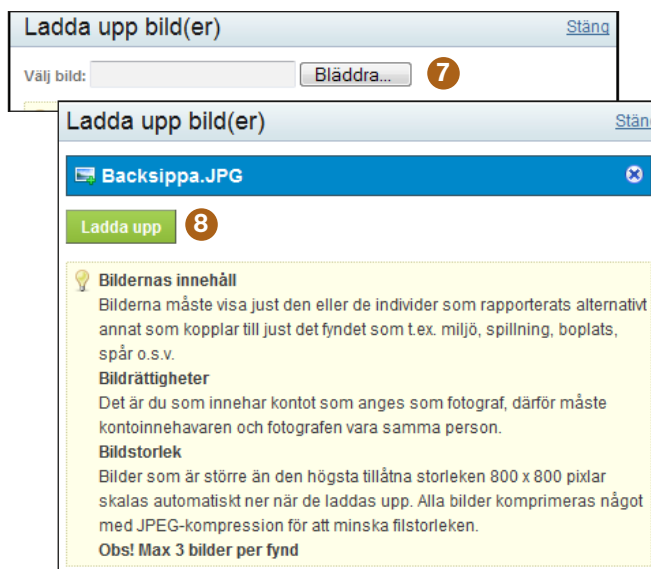 Ladda upp bild(er) Stäng
Välj bild: Bläddra... 7
Ladda upp bild(er) Stäng
Backsippa.JPG
Ladda upp 8
Bildernas innehåll
Bilderna måste visa just den eller de individer som rapporterats alternativt
annat som kopplar till just det fyndet som t.ex. miljö, spillning, boplats,
spår o.s.v.
Bildrättigheter
Det är du som innehar kontot som anges som fotograf, därför måste
kontoinnehavaren och fotografen vara samma person.
Bildstorlek
Bilder som är större än den högsta tillåtna storleken 800 x 800 pixlar
skalas automatiskt ner när de laddas upp. Alla bilder komprimeras något
med JPEG-kompression för att minska filstorleken.
Obs! Max 3 bilder per fynd